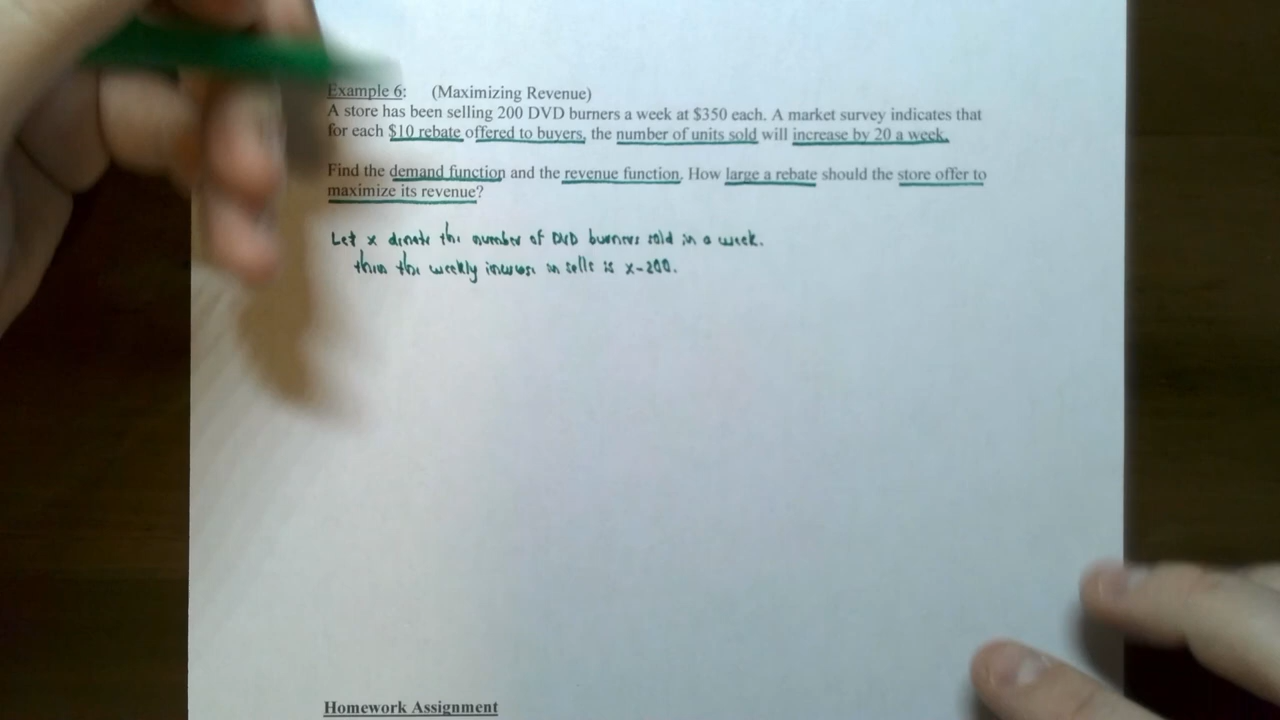 Example 6: (Maximizing Revenue)
A store has been selling 200 DVD burners a week at $350 each. A market survey indicates that
for each $10 rebate offered to buyers, the number of units sold will increase by 20 a week.
Find the demand function and the revenue function. How large a rebate should the store offer to
maximize its revenue?
Let x denote the number of DVD burners sold in a week.
then the weekly increase in sells is x-200.
Homework Assignment